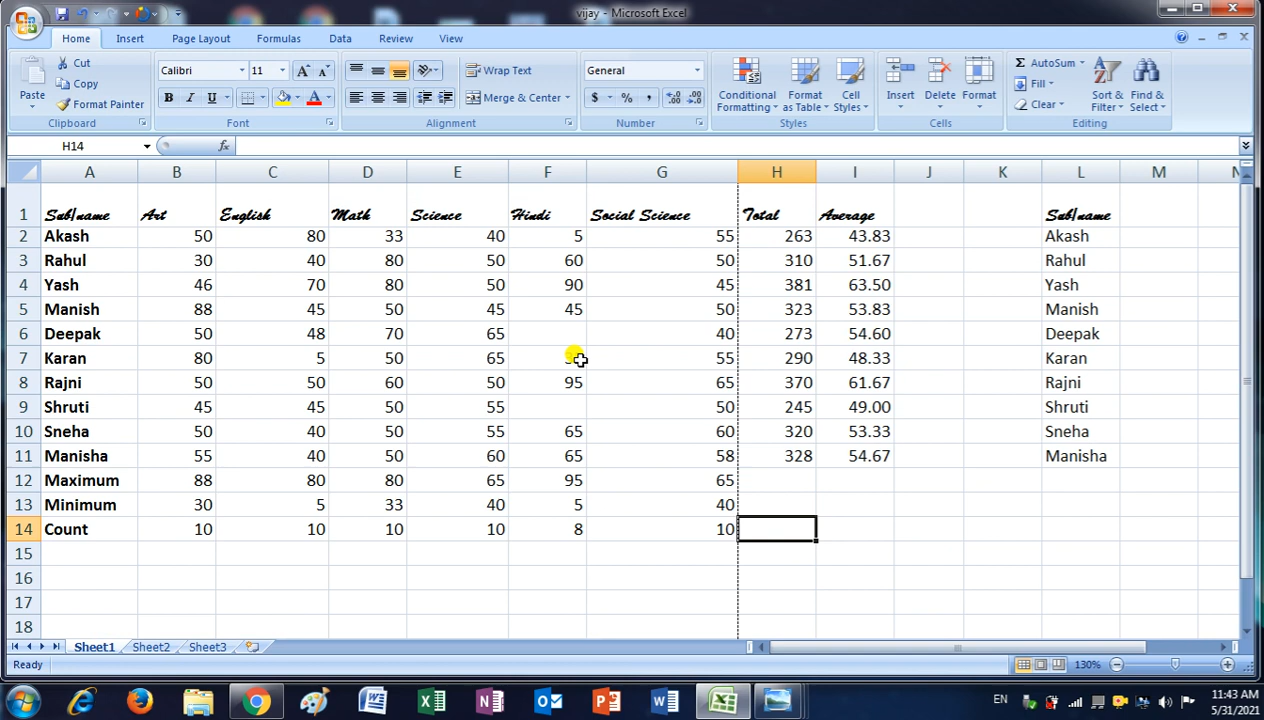 vijay - Microsoft Excel
Home Insert Page Layout Formulas Data Review View
Paste Cut Calibri 11 A A Wrap Text General Conditional Formatting Format as Table Cell Styles Insert Delete Format Σ AutoSum Sort & Filter Find & Select
Copy Fill
Format Painter B I U A Merge & Center $ % , Clear
Clipboard Font Alignment Number Styles Cells Editing
H14 fx
A B C D E F G H I J K L M N
1 Sub/name Art English Math Science Hindi Social Science Total Average Sub/name
2 Akash 50 80 33 40 5 55 263 43.83 Akash
3 Rahul 30 40 80 50 60 50 310 51.67 Rahul
4 Yash 46 70 80 50 90 45 381 63.50 Yash
5 Manish 88 45 50 45 45 50 323 53.83 Manish
6 Deepak 50 48 70 65 40 273 54.60 Deepak
7 Karan 80 5 50 65 55 290 48.33 Karan
8 Rajni 50 50 60 50 95 65 370 61.67 Rajni
9 Shruti 45 45 50 55 50 245 49.00 Shruti
10 Sneha 50 40 50 55 65 60 320 53.33 Sneha
11 Manisha 55 40 50 60 65 58 328 54.67 Manisha
12 Maximum 88 80 80 65 95 65
13 Minimum 30 5 33 40 5 40
14 Count 10 10 10 10 8 10
15
16
17
18
Sheet1 Sheet2 Sheet3
Ready 130%
EN 11:43 AM
5/31/2021